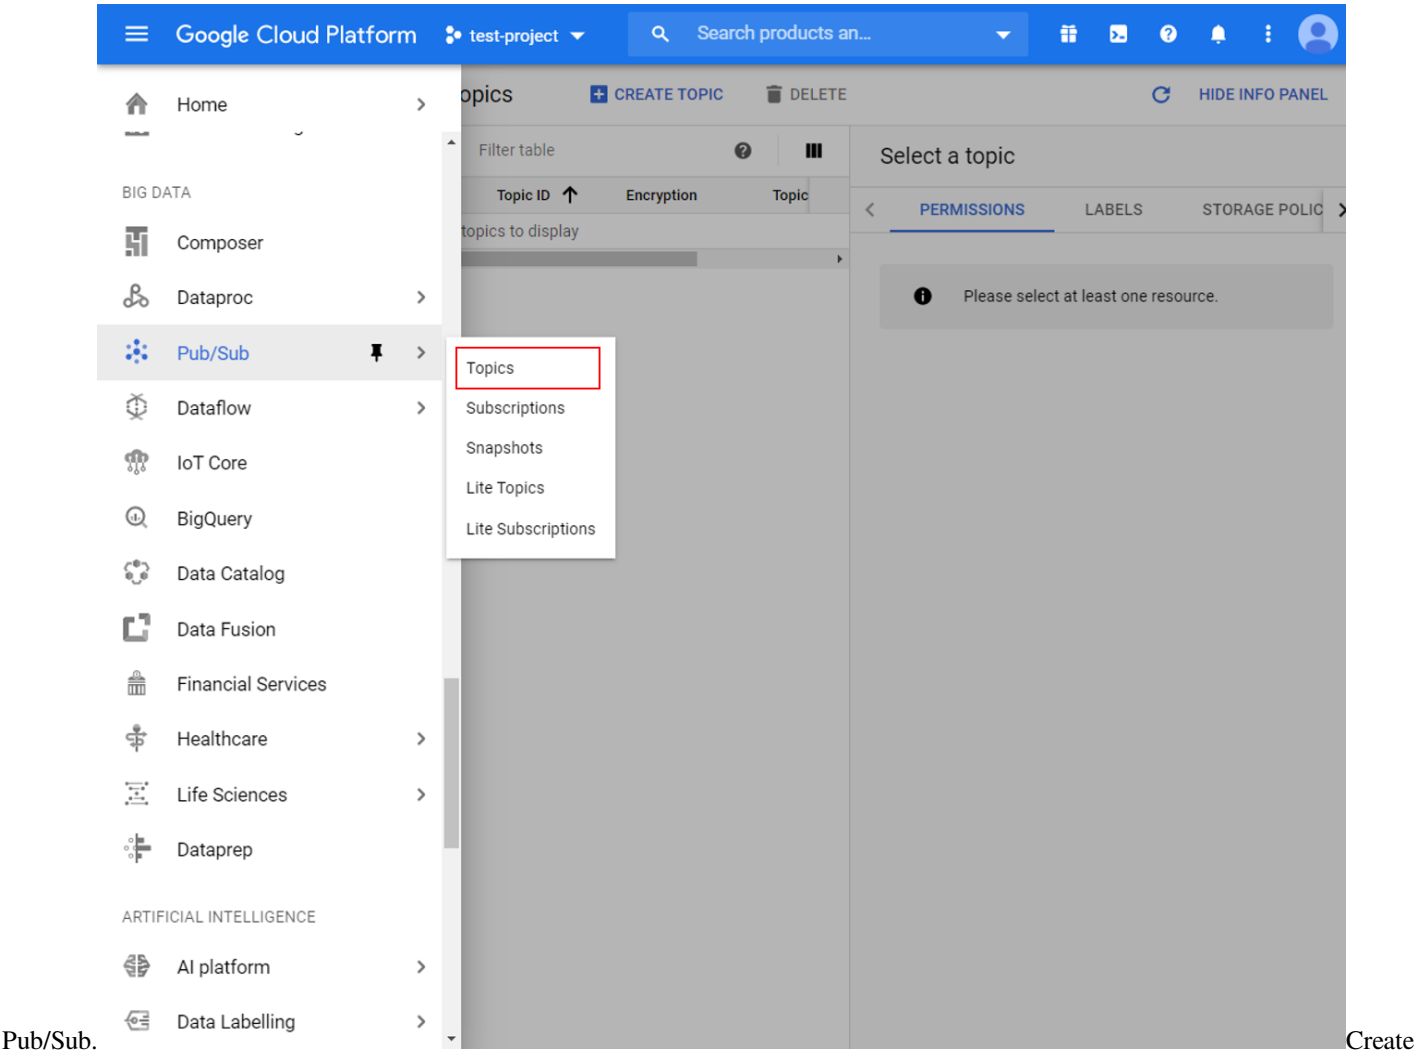 Google Cloud Platform test-project Search products an...
Home
BIG DATA
Composer
Dataproc
Pub/Sub
Dataflow
IoT Core
BigQuery
Data Catalog
Data Fusion
Financial Services
Healthcare
Life Sciences
Dataprep
ARTIFICIAL INTELLIGENCE
AI platform
Data Labelling
Topics
Subscriptions
Snapshots
Lite Topics
Lite Subscriptions
opics CREATE TOPIC DELETE HIDE INFO PANEL
Filter table
Topic ID Encryption Topic
topics to display
Select a topic
PERMISSIONS LABELS STORAGE POLIC
Please select at least one resource.
Pub/Sub. Create